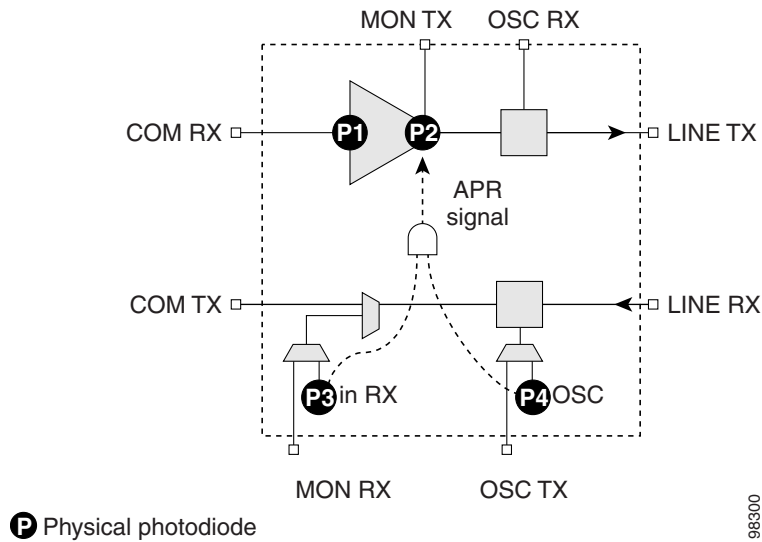 MON TX
OSC RX
COM RX
P1
P2
LINE TX
APR
signal
COM TX
LINE RX
P3
in RX
P4
OSC
MON RX
OSC TX
P Physical photodiode
98300